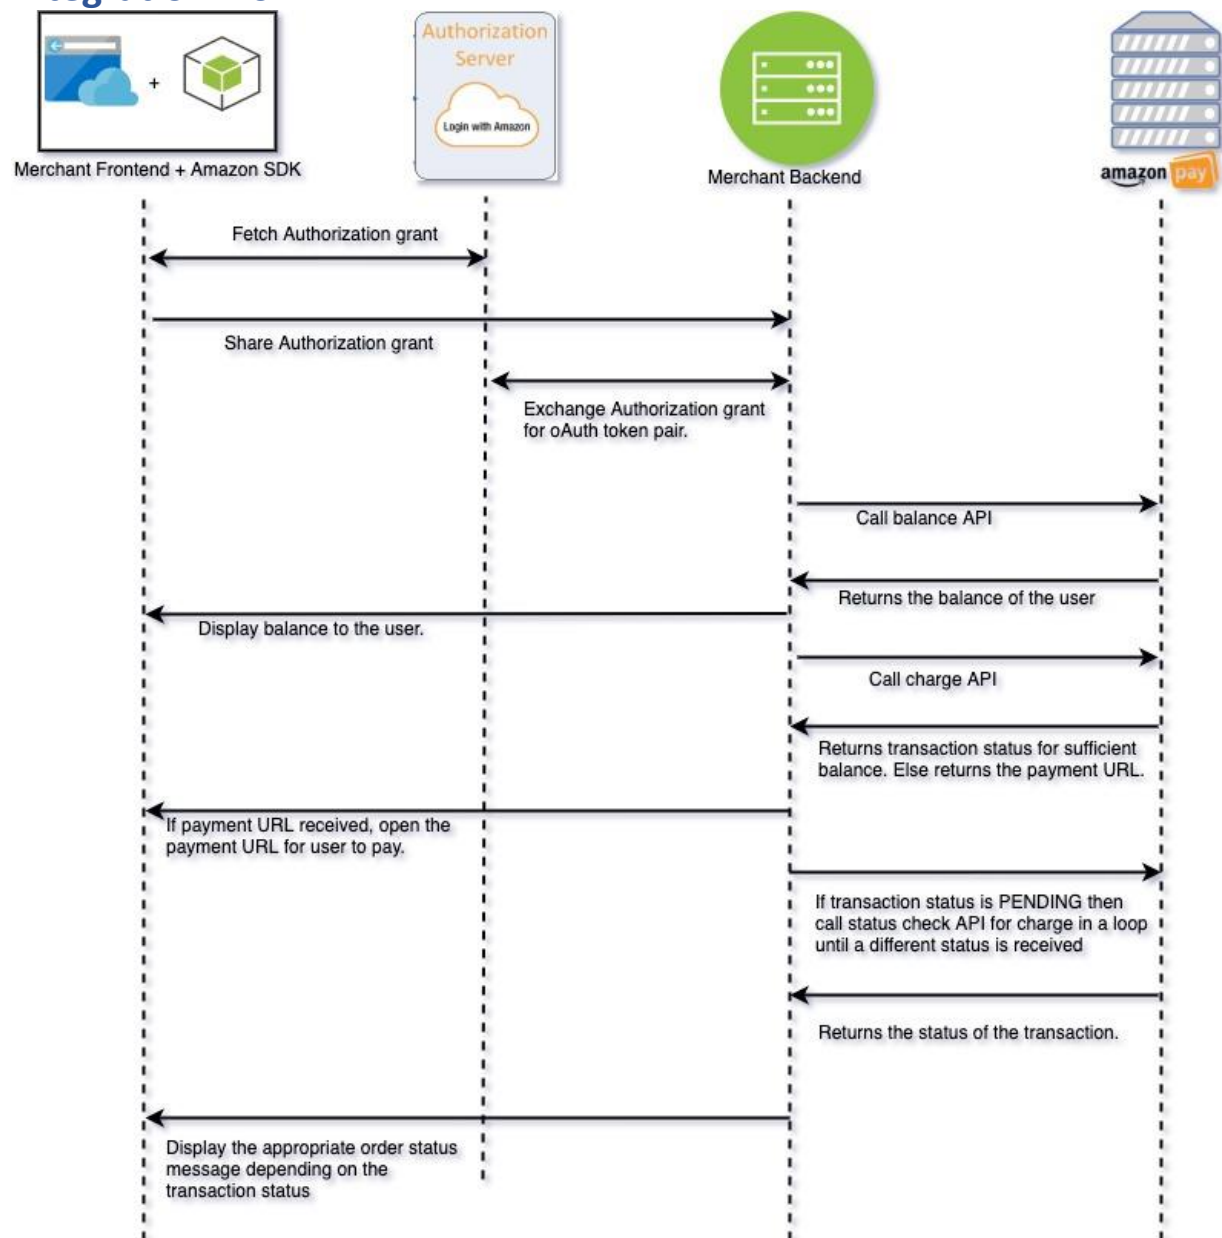 Authorization
Server
Login with Amazon
+
Merchant Frontend + Amazon SDK
Merchant Backend
amazon pay
Fetch Authorization grant
Share Authorization grant
Exchange Authorization grant
for oAuth token pair.
Call balance API
Returns the balance of the user
Display balance to the user.
Call charge API
Returns transaction status for sufficient
balance. Else returns the payment URL.
If payment URL received, open the
payment URL for user to pay.
If transaction status is PENDING then
call status check API for charge in a loop
until a different status is received
Returns the status of the transaction.
Display the appropriate order status
message depending on the
transaction status